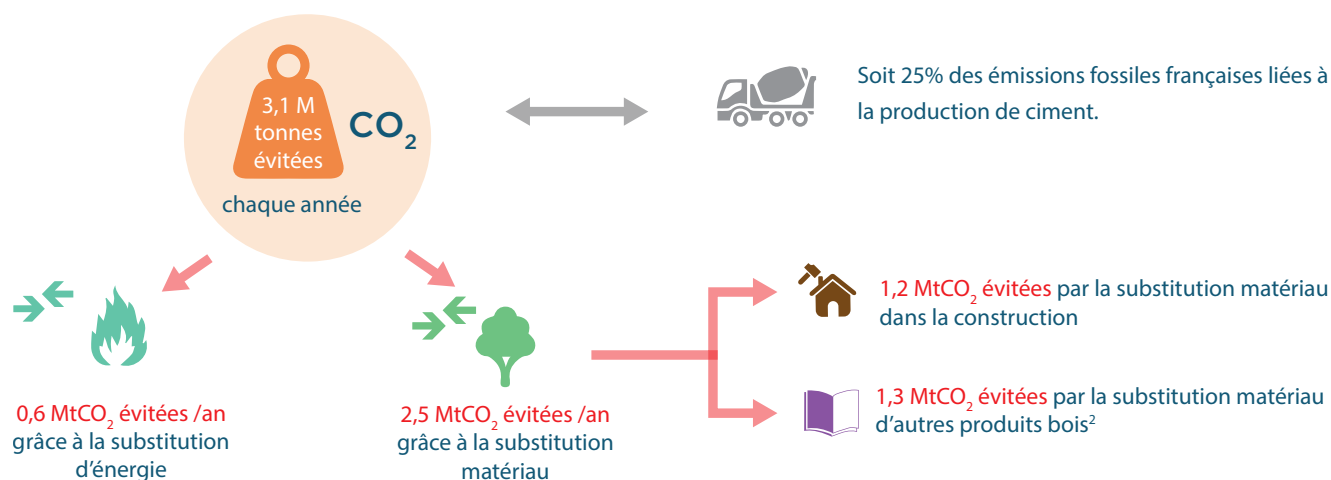 3,1 M
tonnes
évitées
CO₂
chaque année
Soit 25% des émissions fossiles françaises liées à
la production de ciment.
0,6 MtCO₂ évitées /an
grâce à la substitution
d'énergie
2,5 MtCO₂ évitées /an
grâce à la substitution
matériau
1,2 MtCO₂ évitées par la substitution matériau
dans la construction
1,3 MtCO₂ évitées par la substitution matériau
d'autres produits bois²